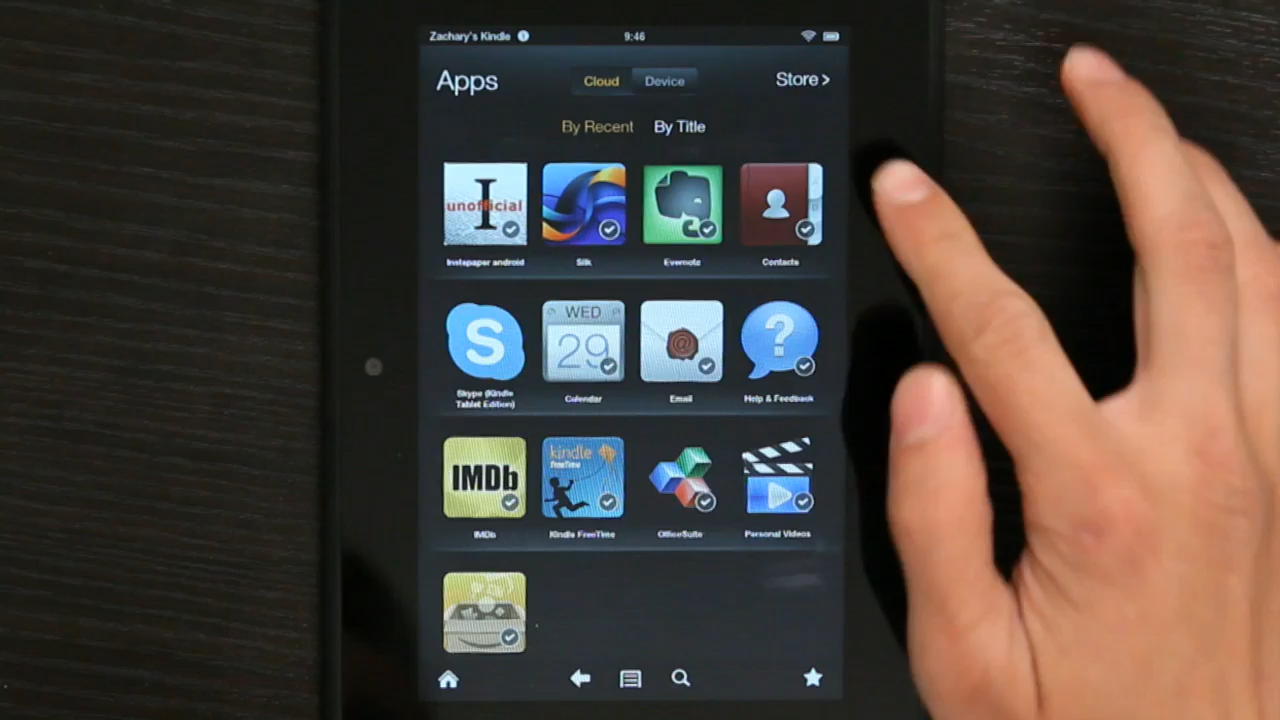 Zachary's Kindle 1 9:46
Apps Cloud Device Store >
By Recent By Title
I
unofficial
Instapaper android Silk Evernote Contacts
S WED 29 @ ?
Skype (Kindle Tablet Edition) Calendar Email Help & Feedback
IMDb kindle FreeTime
IMDb Kindle FreeTime OfficeSuite Personal Videos